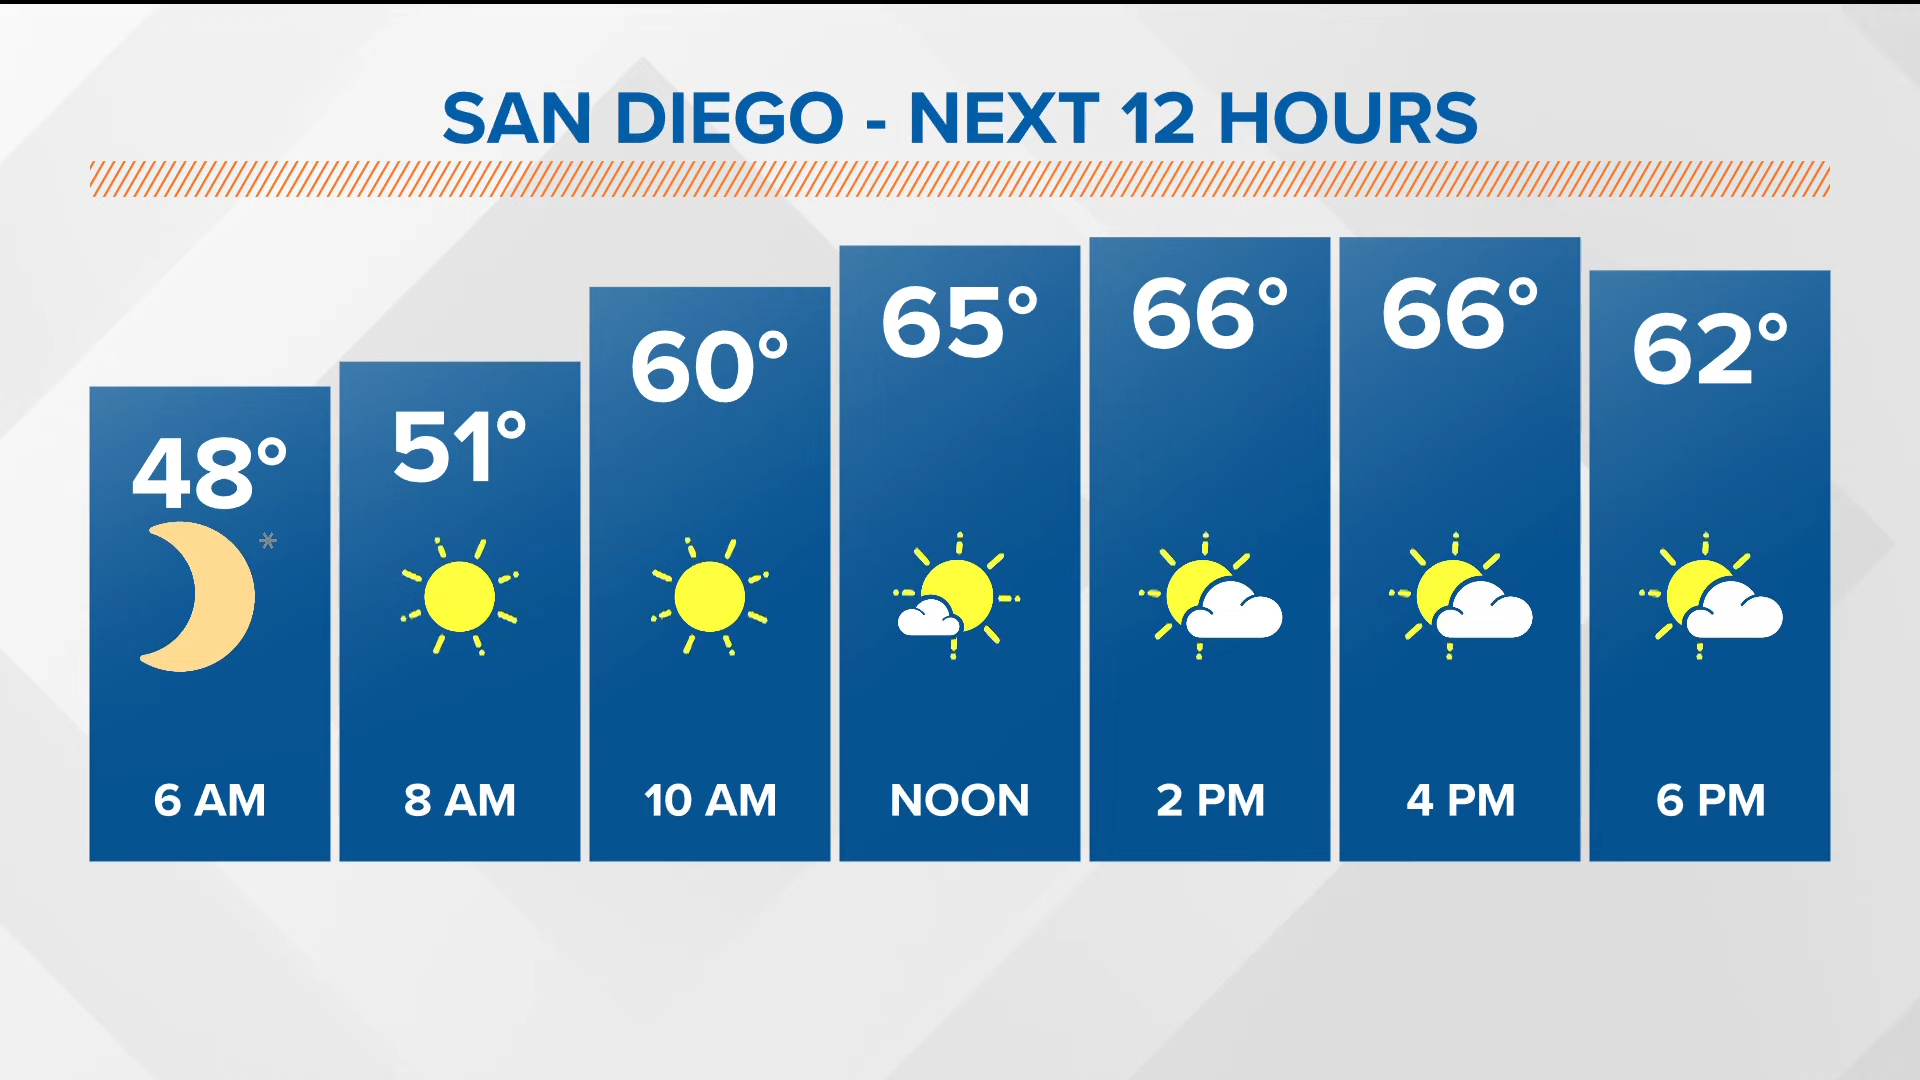 SAN DIEGO - NEXT 12 HOURS
48° 51° 60° 65° 66° 66° 62°
6 AM 8 AM 10 AM NOON 2 PM 4 PM 6 PM